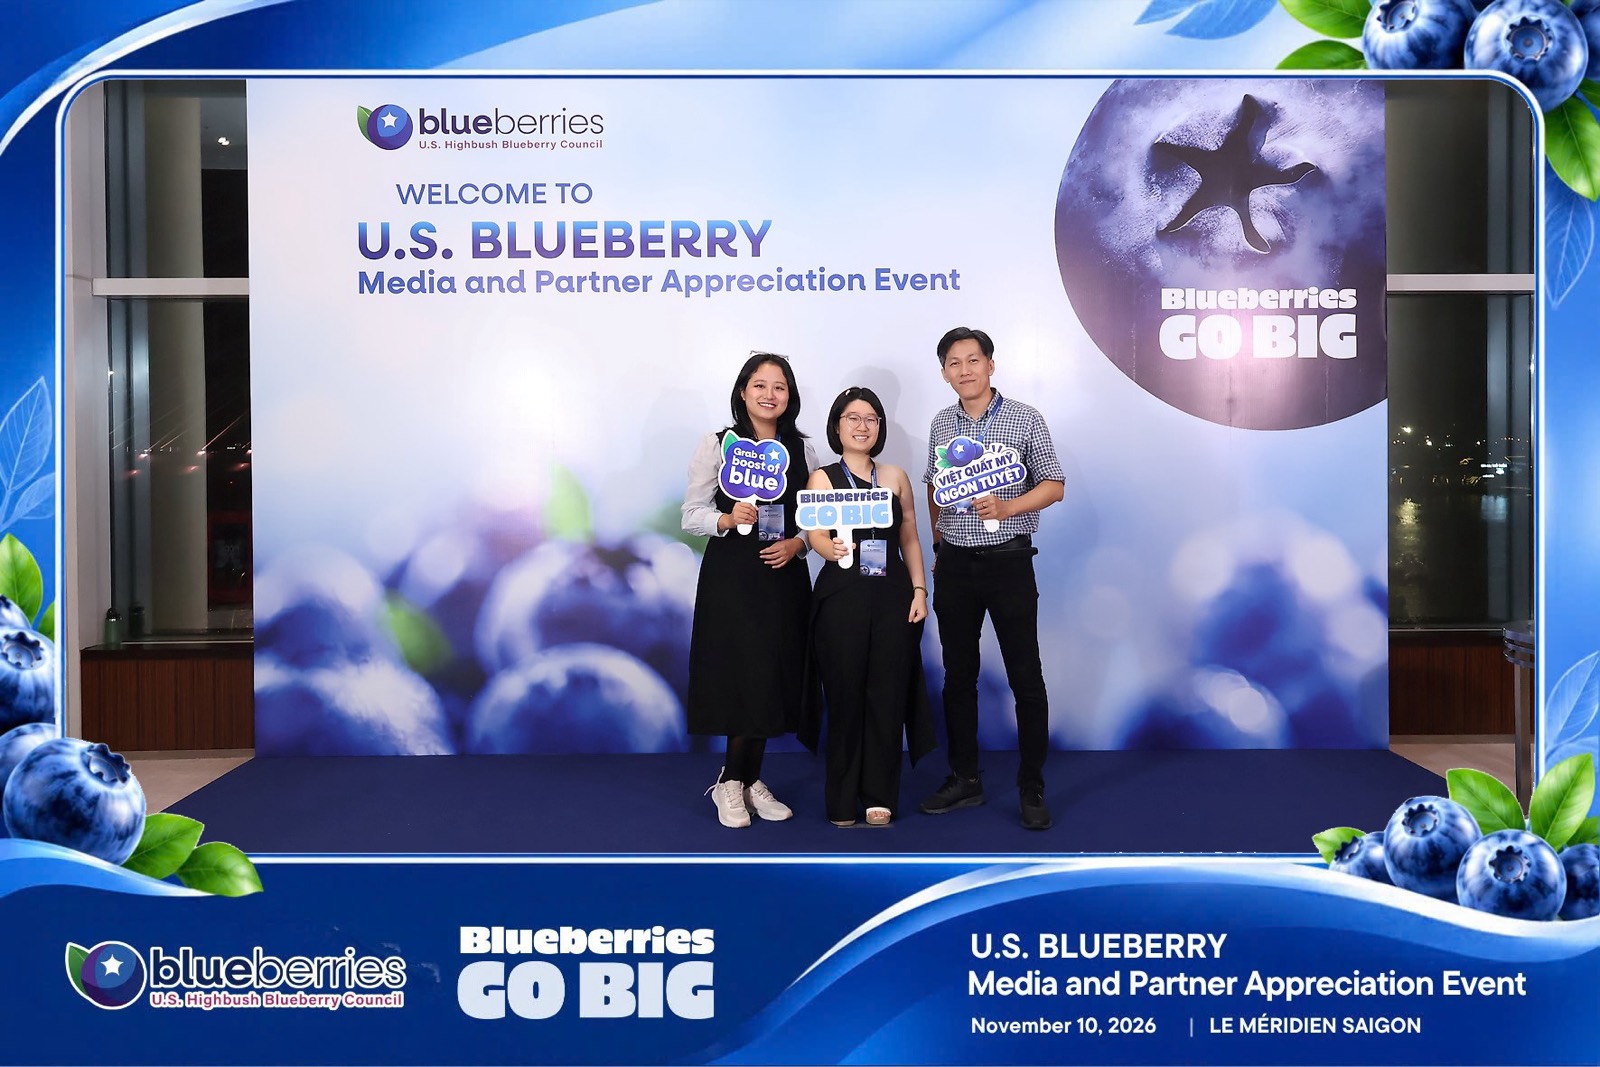 blueberries
U.S. Highbush Blueberry Council
WELCOME TO
U.S. BLUEBERRY
Media and Partner Appreciation Event
Blueberries
GO BIG
Grab a
boost of
blue
Blueberries
GO BIG
VIỆT QUẤT MỸ
NGON TUYỆT
blueberries
U.S. Highbush Blueberry Council
Blueberries
GO BIG
U.S. BLUEBERRY
Media and Partner Appreciation Event
November 10, 2026 | LE MÉRIDIEN SAIGON